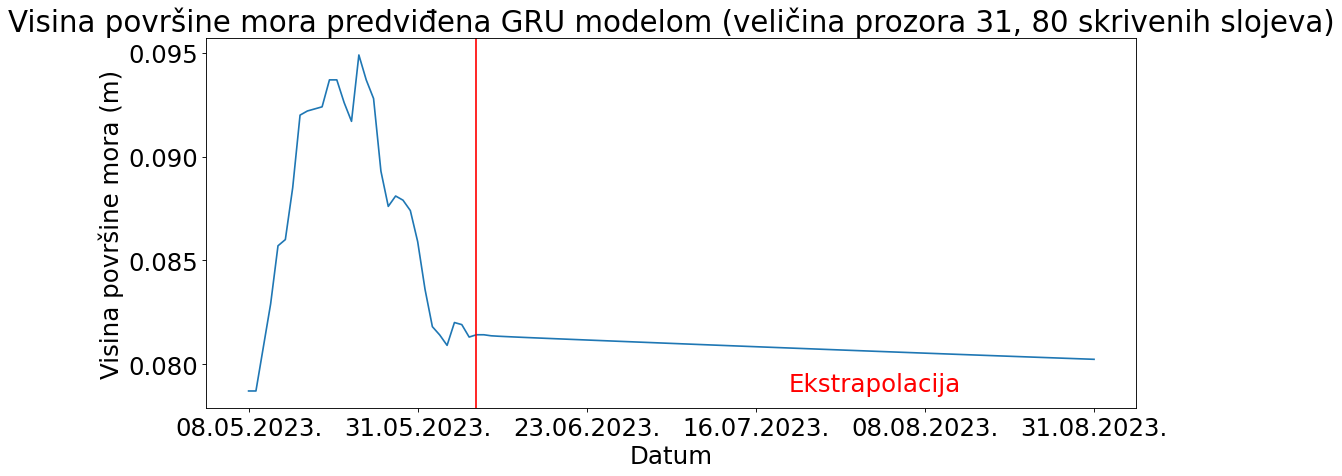 Visina površine mora predviđena GRU modelom (veličina prozora 31, 80 skrivenih slojeva)
Visina površine mora (m)
0.095
0.090
0.085
0.080
Ekstrapolacija
08.05.2023. 31.05.2023. 23.06.2023. 16.07.2023. 08.08.2023. 31.08.2023.
Datum